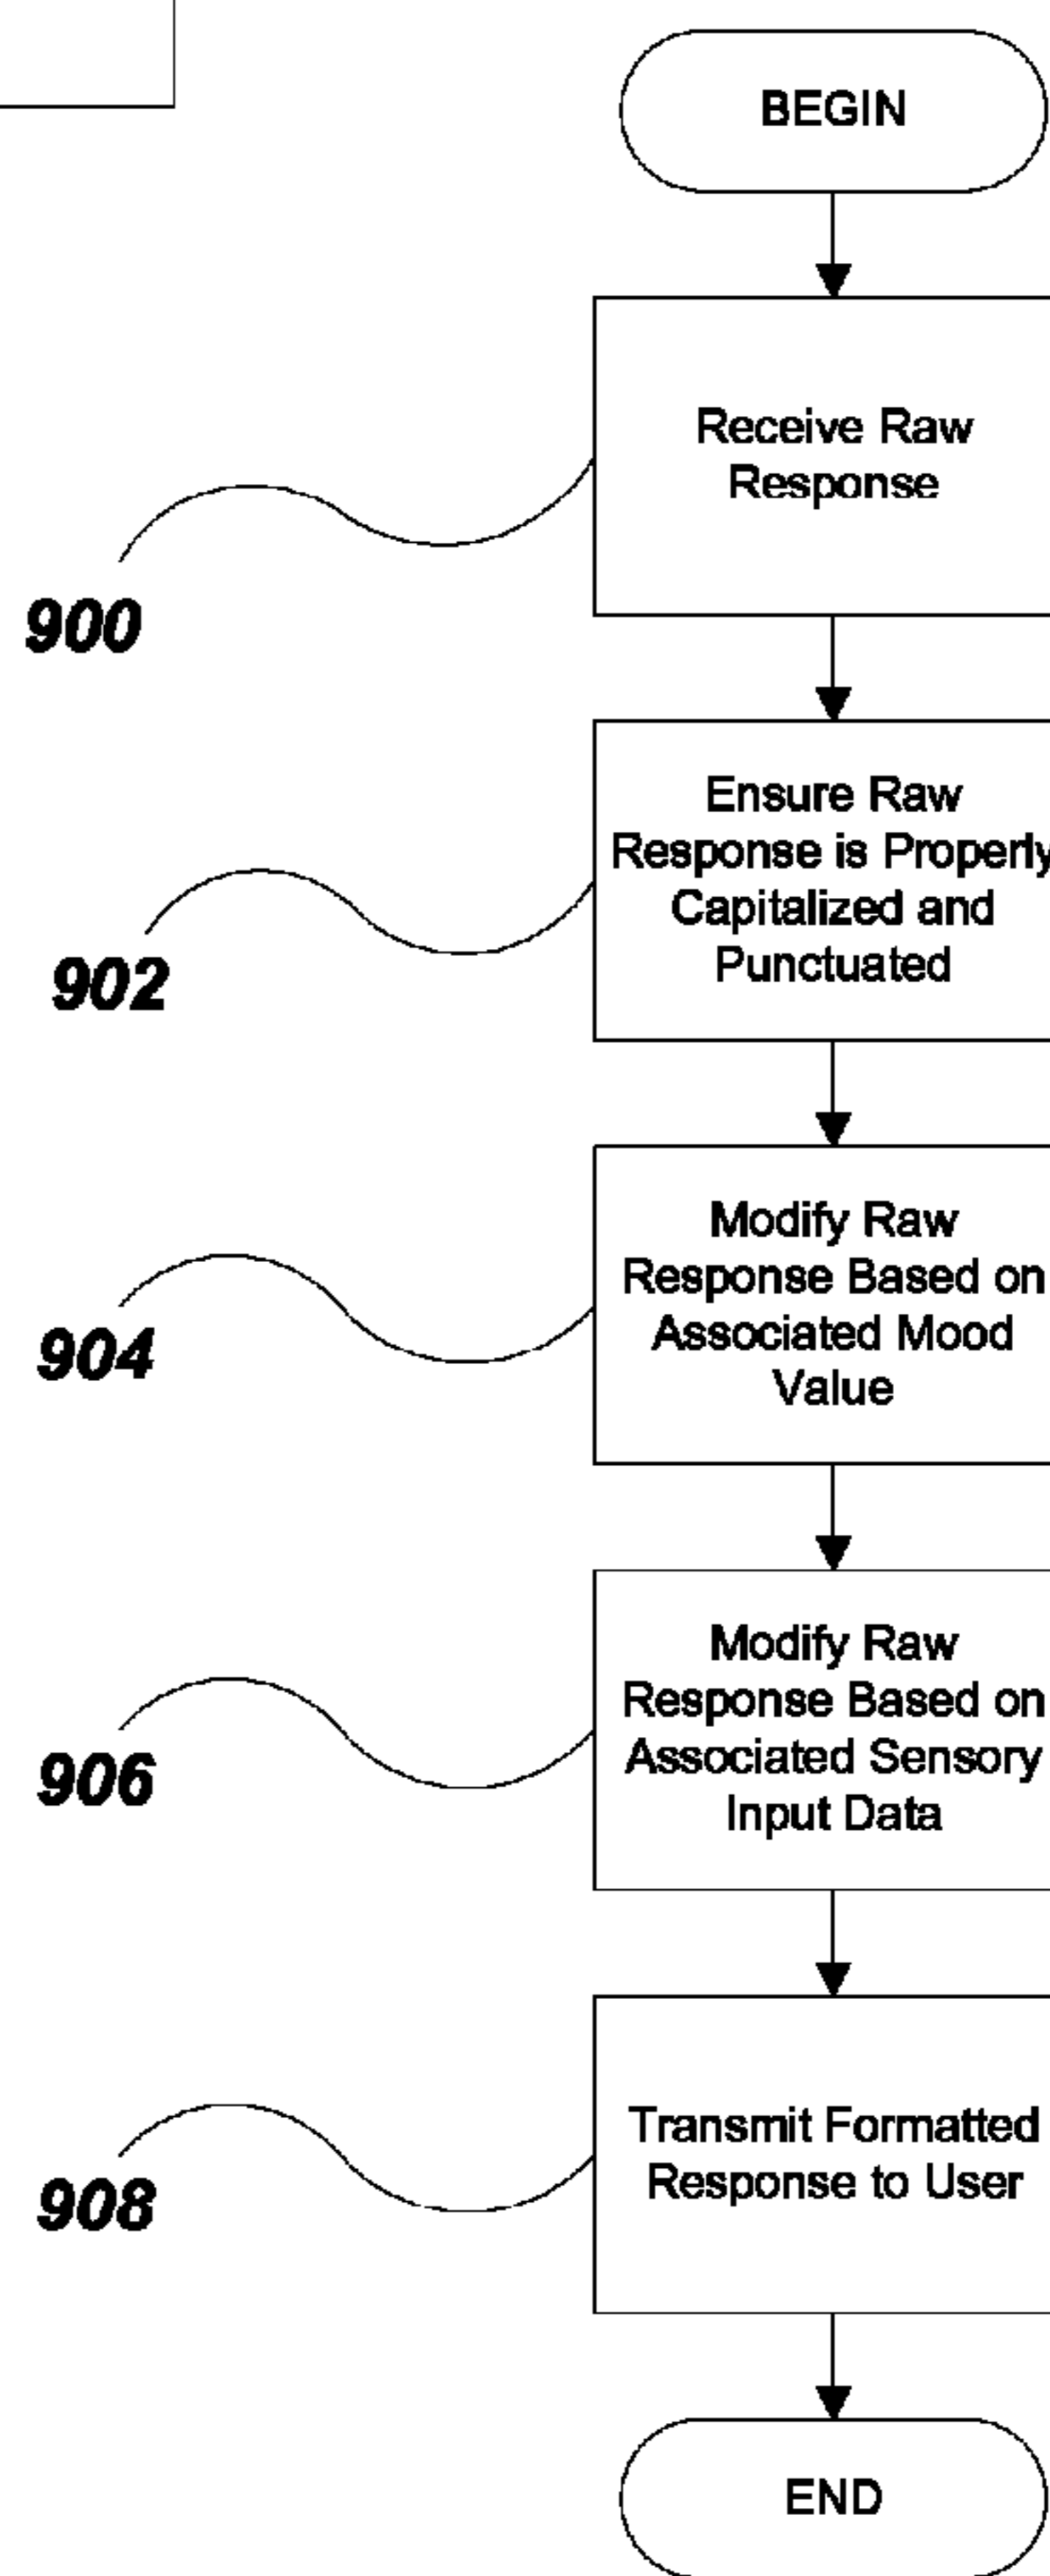 BEGIN
Receive Raw
Response
900
Ensure Raw
Response is Properly
Capitalized and
Punctuated
902
Modify Raw
Response Based on
Associated Mood
Value
904
Modify Raw
Response Based on
Associated Sensory
Input Data
906
Transmit Formatted
Response to User
908
END